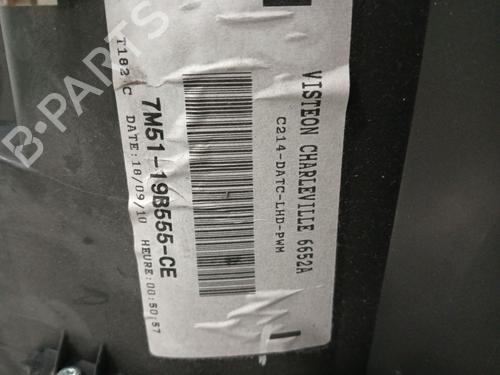 VISTEON CHARLEVILLE 6652A
C214-DATC-LHD-PWM
7M51-19B555-CE
T182-C DATE:18/09/10 HEURE:00:50:57
B-PARTS